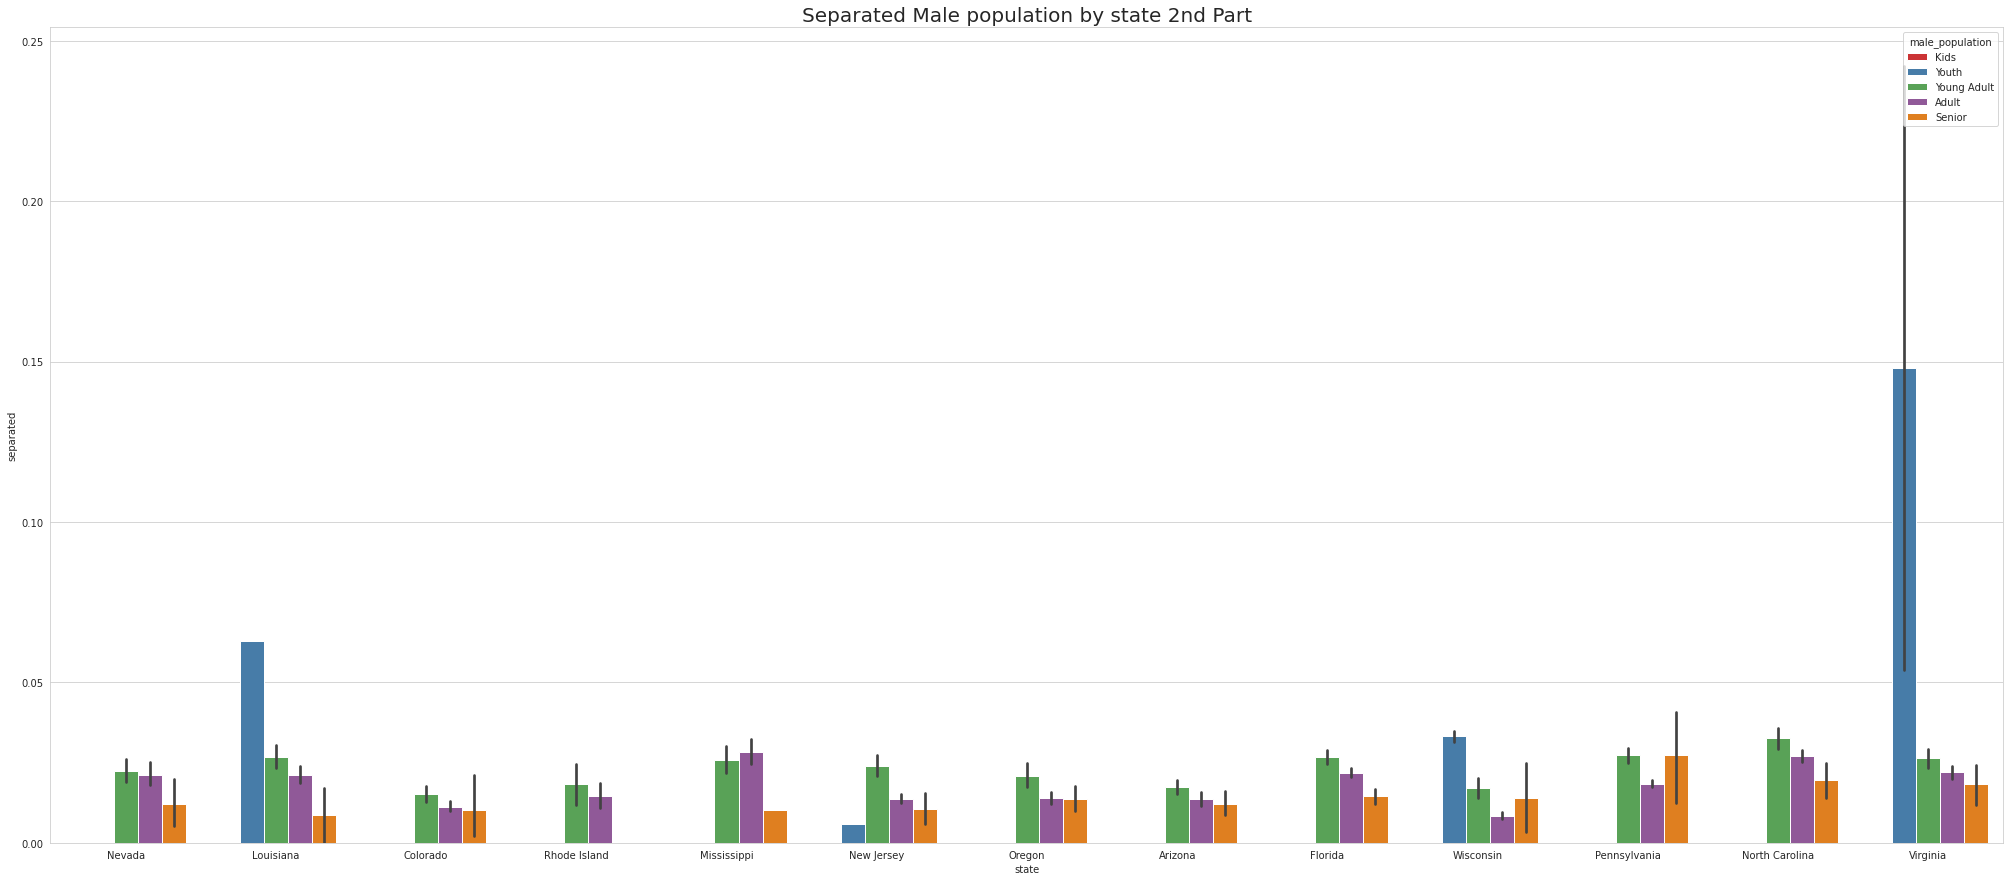 Separated Male population by state 2nd Part
male_population
Kids
Youth
Young Adult
Adult
Senior
0.25
0.20
0.15
0.10
0.05
0.00
separated
Nevada Louisiana Colorado Rhode Island Mississippi New Jersey Oregon Arizona Florida Wisconsin Pennsylvania North Carolina Virginia
state